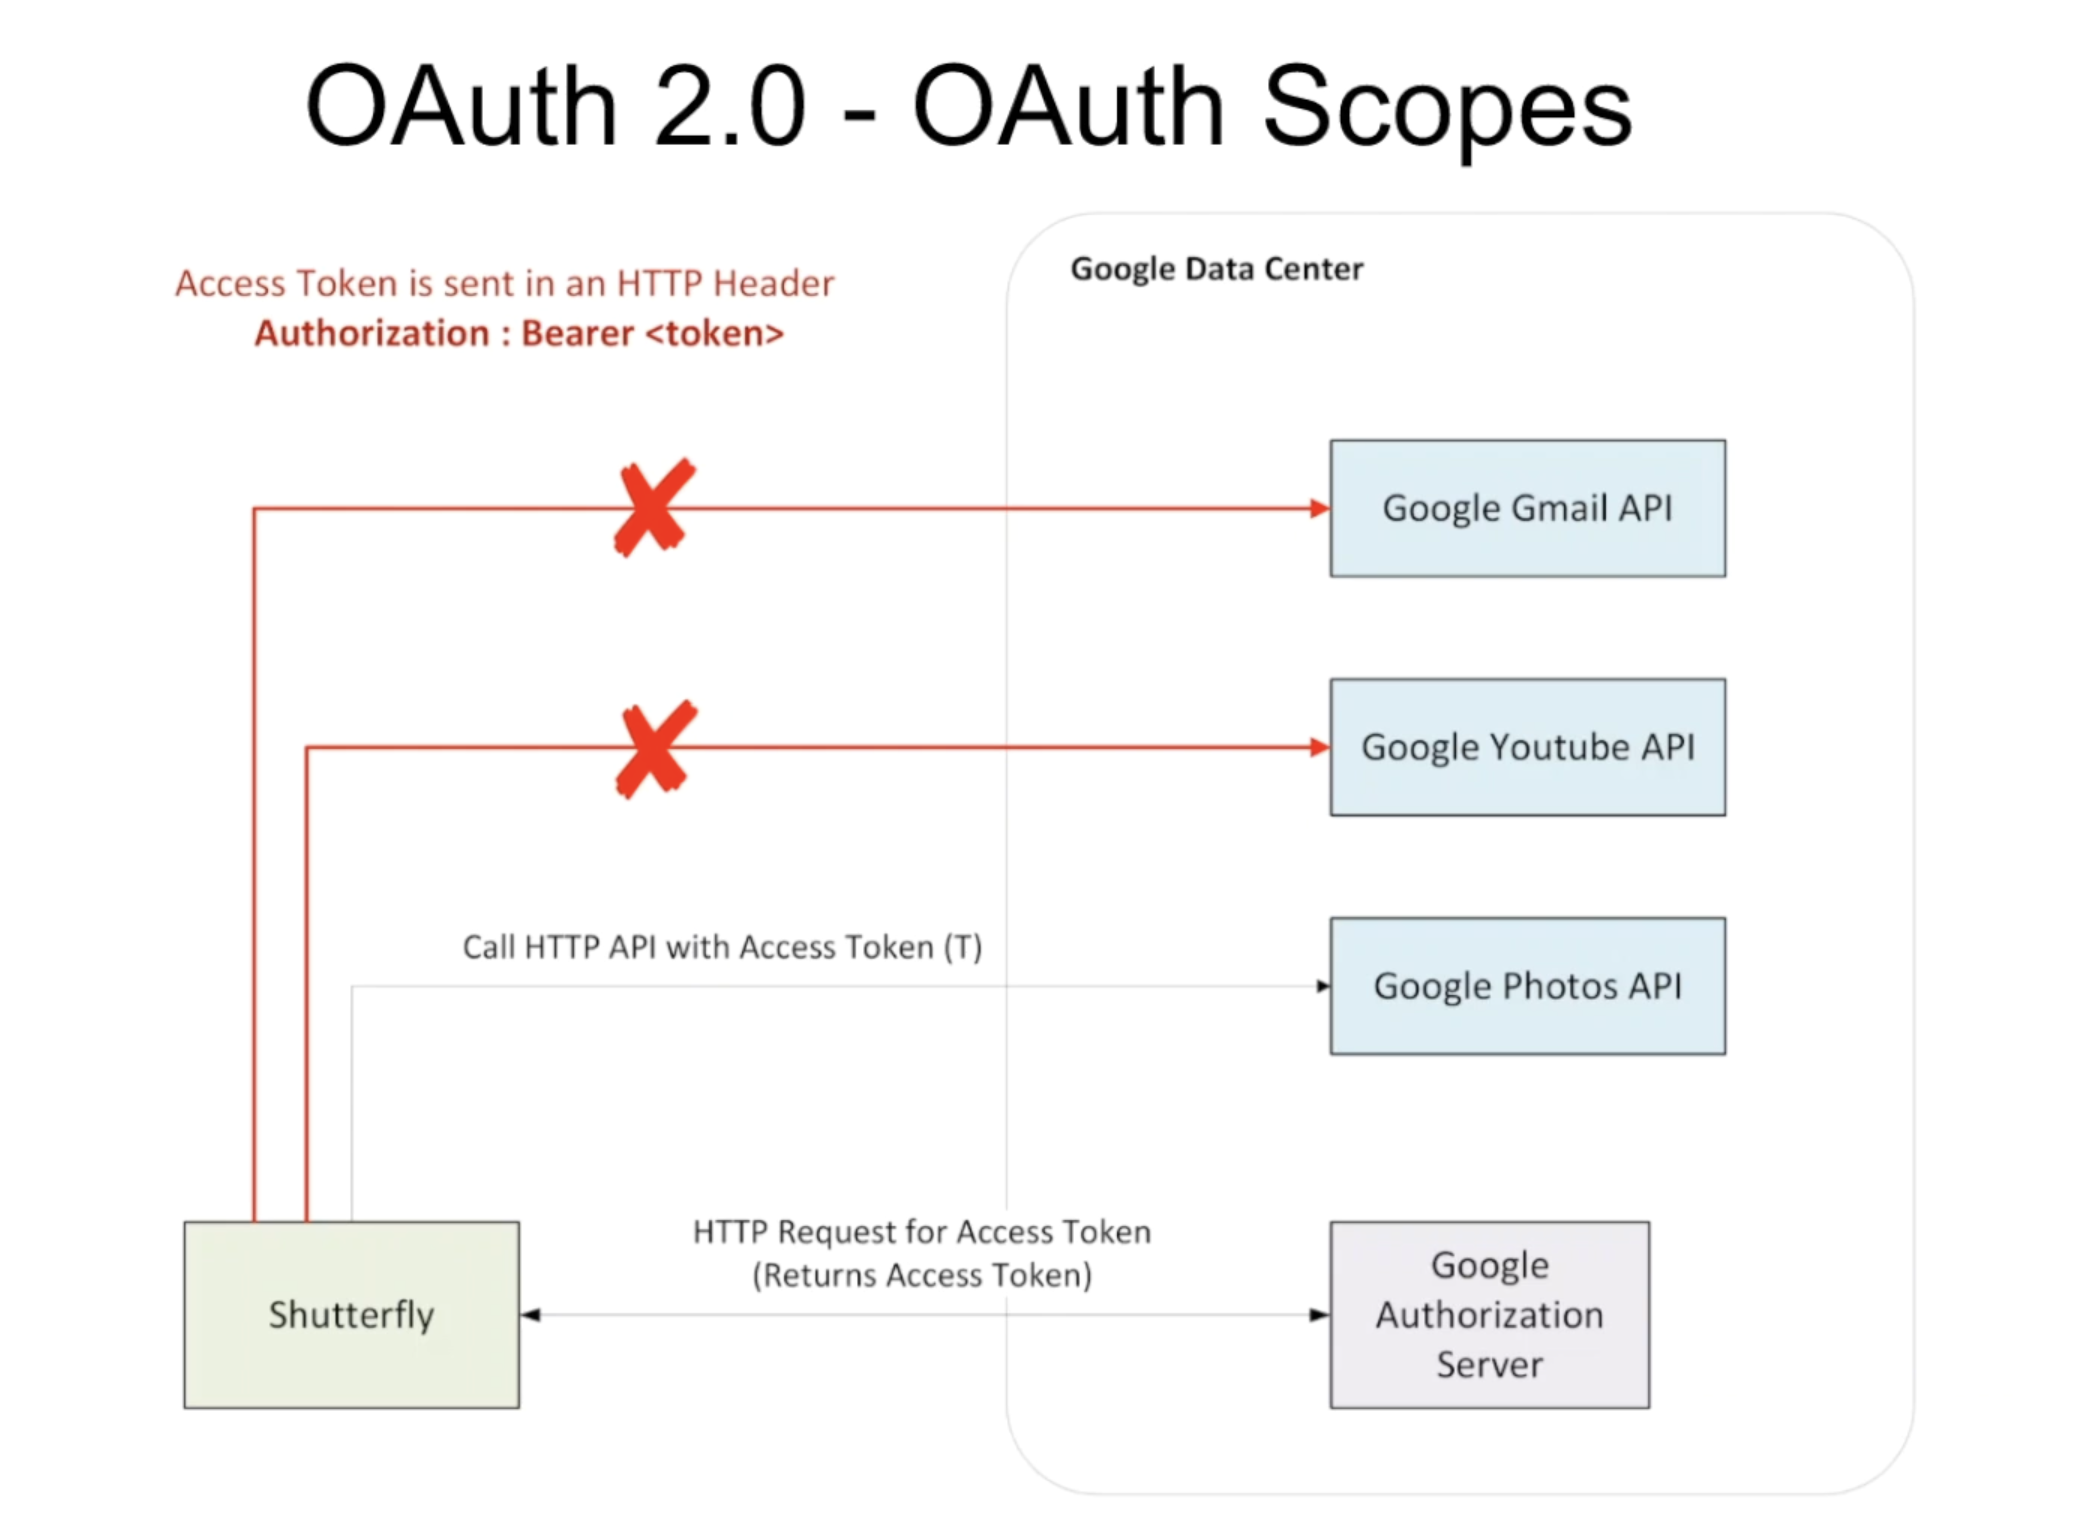 OAuth 2.0 - OAuth Scopes
Access Token is sent in an HTTP Header
Authorization : Bearer <token>
Google Data Center
Google Gmail API
Google Youtube API
Call HTTP API with Access Token (T)
Google Photos API
HTTP Request for Access Token
(Returns Access Token)
Shutterfly
Google
Authorization
Server